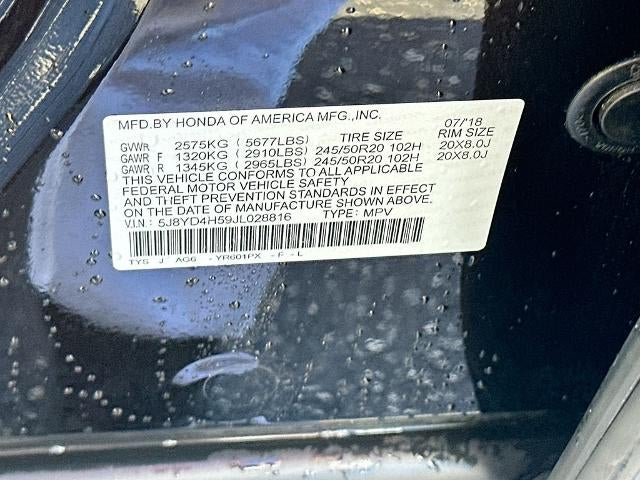 MFD.BY HONDA OF AMERICA MFG.,INC. 07/'18
GVWR 2575KG ( 5677LBS) TIRE SIZE RIM SIZE
GAWR F 1320KG ( 2910LBS) 245/50R20 102H 20X8.0J
GAWR R 1345KG ( 2965LBS) 245/50R20 102H 20X8.0J
THIS VEHICLE CONFORMS TO ALL APPLICABLE
FEDERAL MOTOR VEHICLE SAFETY
AND THEFT PREVENTION STANDARDS IN EFFECT
ON THE DATE OF MANUFACTURE SHOWN ABOVE.
V.I.N.: 5J8YD4H59JL028816 TYPE: MPV
TYS J AG6 - YR601PX - F - L